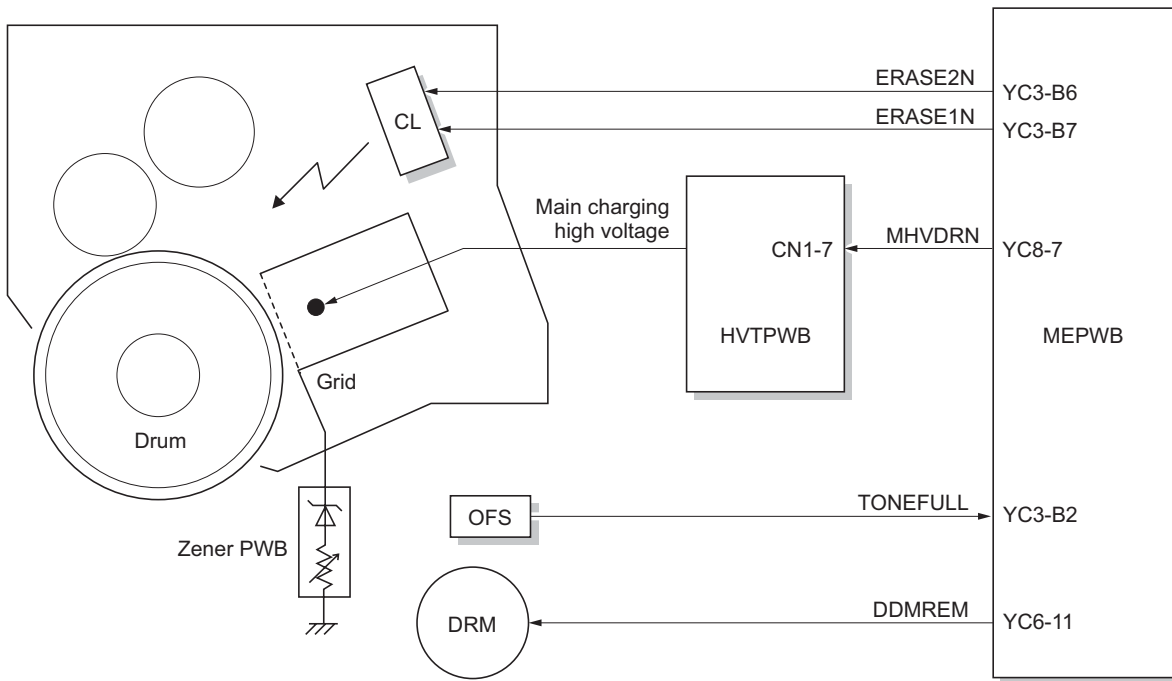 ERASE2N
YC3-B6
CL
ERASE1N
YC3-B7
Main charging
high voltage
CN1-7
MHVDRN
YC8-7
HVTPWB
MEPWB
Grid
Drum
OFS
TONEFULL
YC3-B2
Zener PWB
DRM
DDMREM
YC6-11